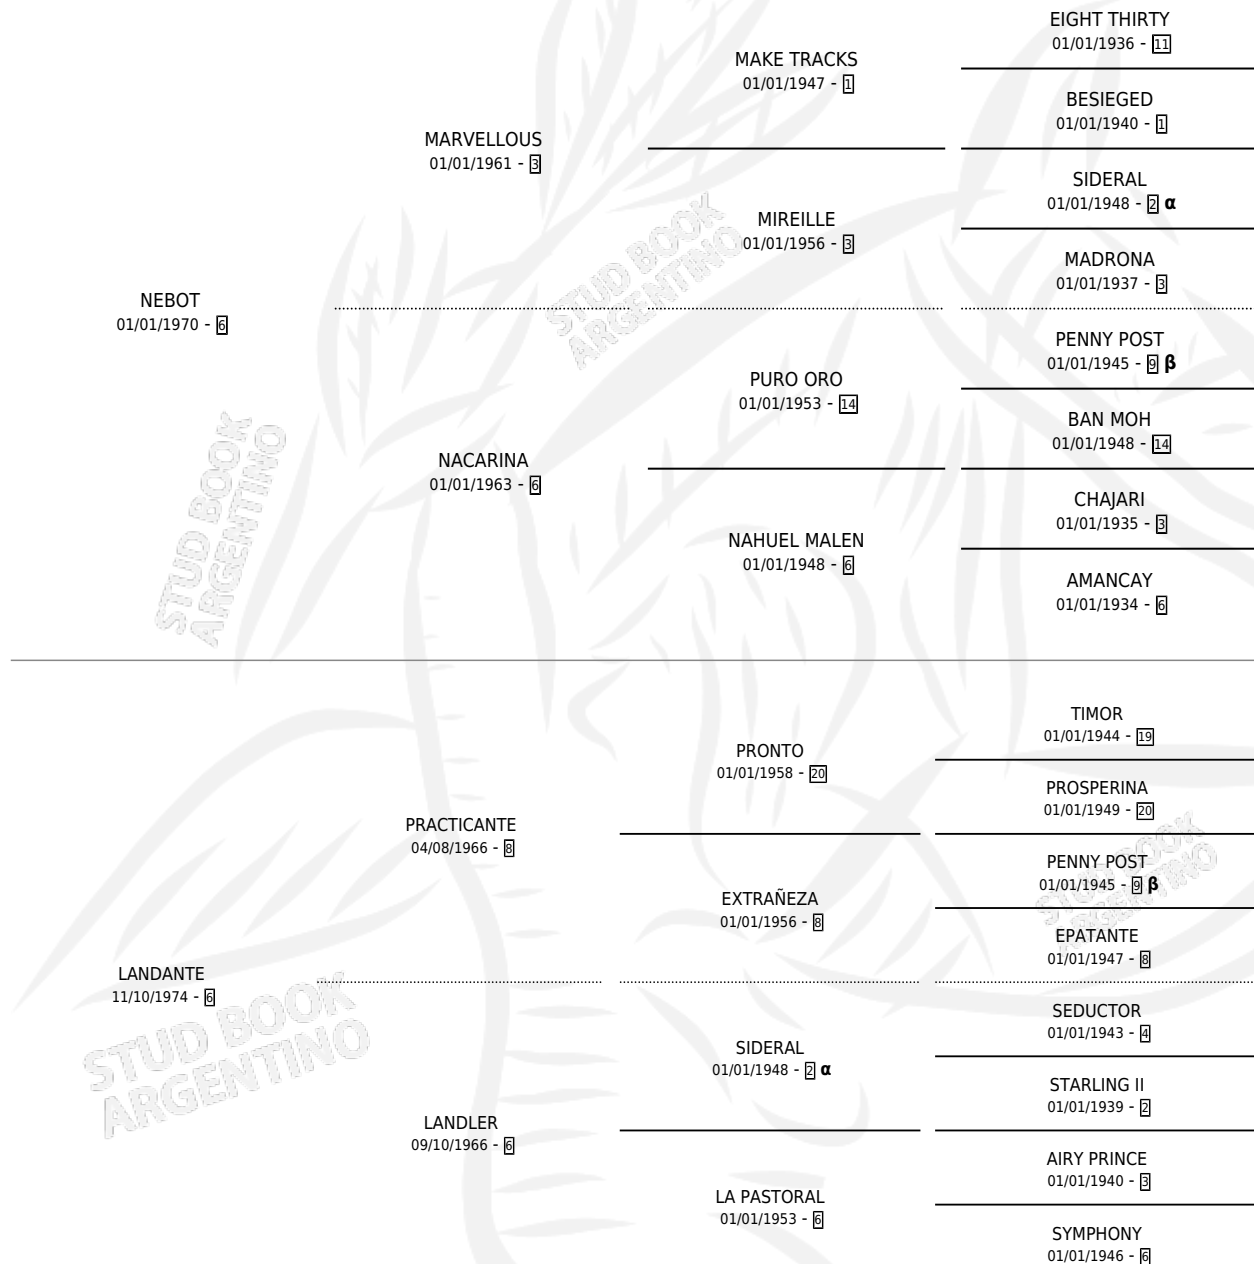 EIGHT THIRTY
01/01/1936 - 11
MAKE TRACKS
01/01/1947 - 1
BESIEGED
01/01/1940 - 1
MARVELLOUS
01/01/1961 - 3
SIDERAL
01/01/1948 - 2 α
MIREILLE
01/01/1956 - 3
MADRONA
01/01/1937 - 3
NEBOT
01/01/1970 - 6
PENNY POST
01/01/1945 - 9 β
PURO ORO
01/01/1953 - 14
BAN MOH
01/01/1948 - 14
NACARINA
01/01/1963 - 6
CHAJARI
01/01/1935 - 3
NAHUEL MALEN
01/01/1948 - 6
AMANCAY
01/01/1934 - 6
STUD BOOK
ARGENTINO
STUD BOOK
ARGENTINO
TIMOR
01/01/1944 - 19
PRONTO
01/01/1958 - 20
PROSPERINA
01/01/1949 - 20
PRACTICANTE
04/08/1966 - 8
PENNY POST
01/01/1945 - 9 β
EXTRAÑEZA
01/01/1956 - 8
EPATANTE
01/01/1947 - 8
LANDANTE
11/10/1974 - 6
SEDUCTOR
01/01/1943 - 4
SIDERAL
01/01/1948 - 2 α
STARLING II
01/01/1939 - 2
LANDLER
09/10/1966 - 6
AIRY PRINCE
01/01/1940 - 3
LA PASTORAL
01/01/1953 - 6
SYMPHONY
01/01/1946 - 6
STUD BOOK
ARGENTINO
STUD BOOK
ARGENTINO